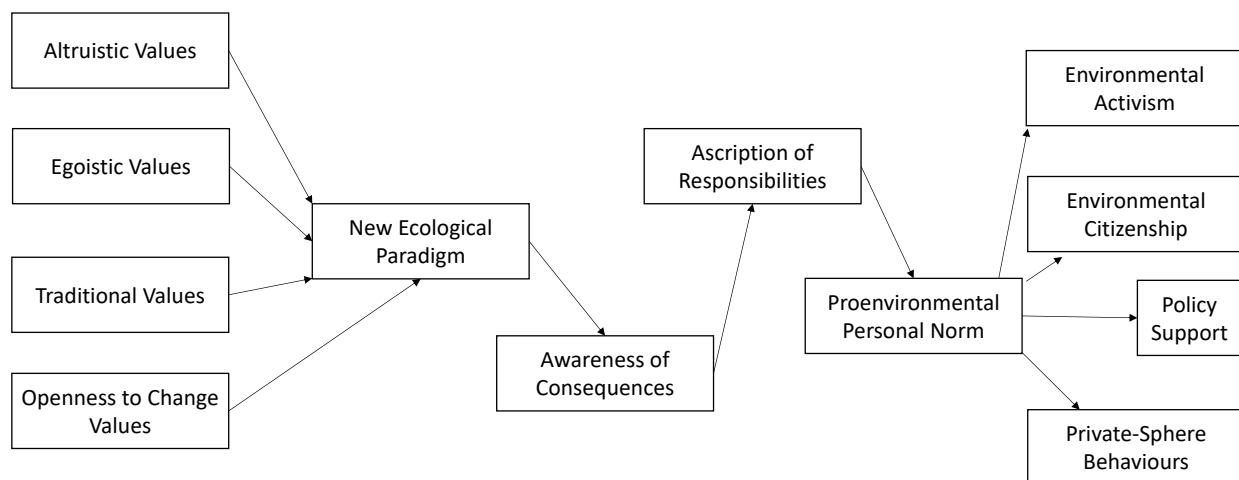 Altruistic Values
Egoistic Values
Traditional Values
Openness to Change
Values
New Ecological
Paradigm
Awareness of
Consequences
Ascription of
Responsibilities
Proenvironmental
Personal Norm
Environmental
Activism
Environmental
Citizenship
Policy
Support
Private-Sphere
Behaviours